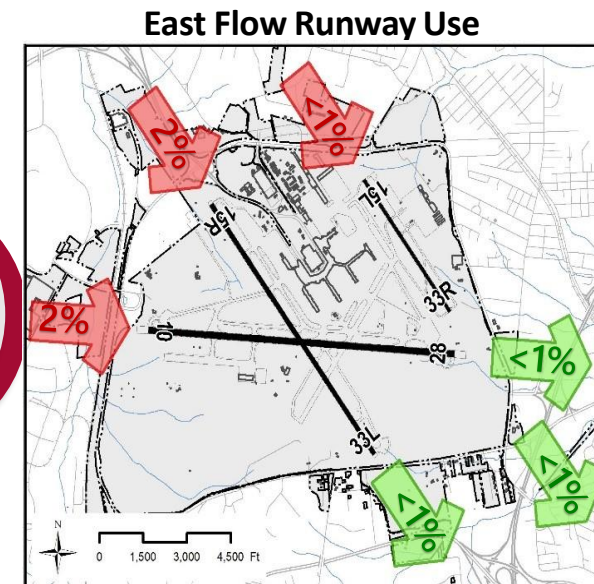 East Flow Runway Use
2%
<1%
15R
15L
33R
2%
10
28
<1%
33L
<1%
<1%
N
0 1,500 3,000 4,500 Ft